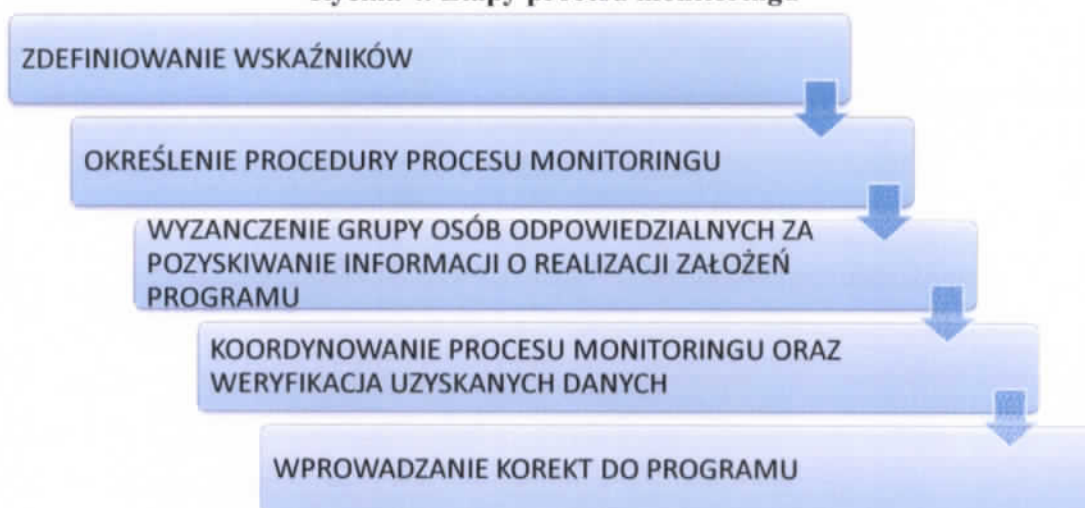 ZDEFINIOWANIE WSKAŹNIKÓW
OKREŚLENIE PROCEDURY PROCESU MONITORINGU
WYZANCZENIE GRUPY OSÓB ODPOWIEDZIALNYCH ZA
POZYSKIWANIE INFORMACJI O REALIZACJI ZAŁOŻEŃ
PROGRAMU
KOORDYNOWANIE PROCESU MONITORINGU ORAZ
WERYFIKACJA UZYSKANYCH DANYCH
WPROWADZANIE KOREKT DO PROGRAMU